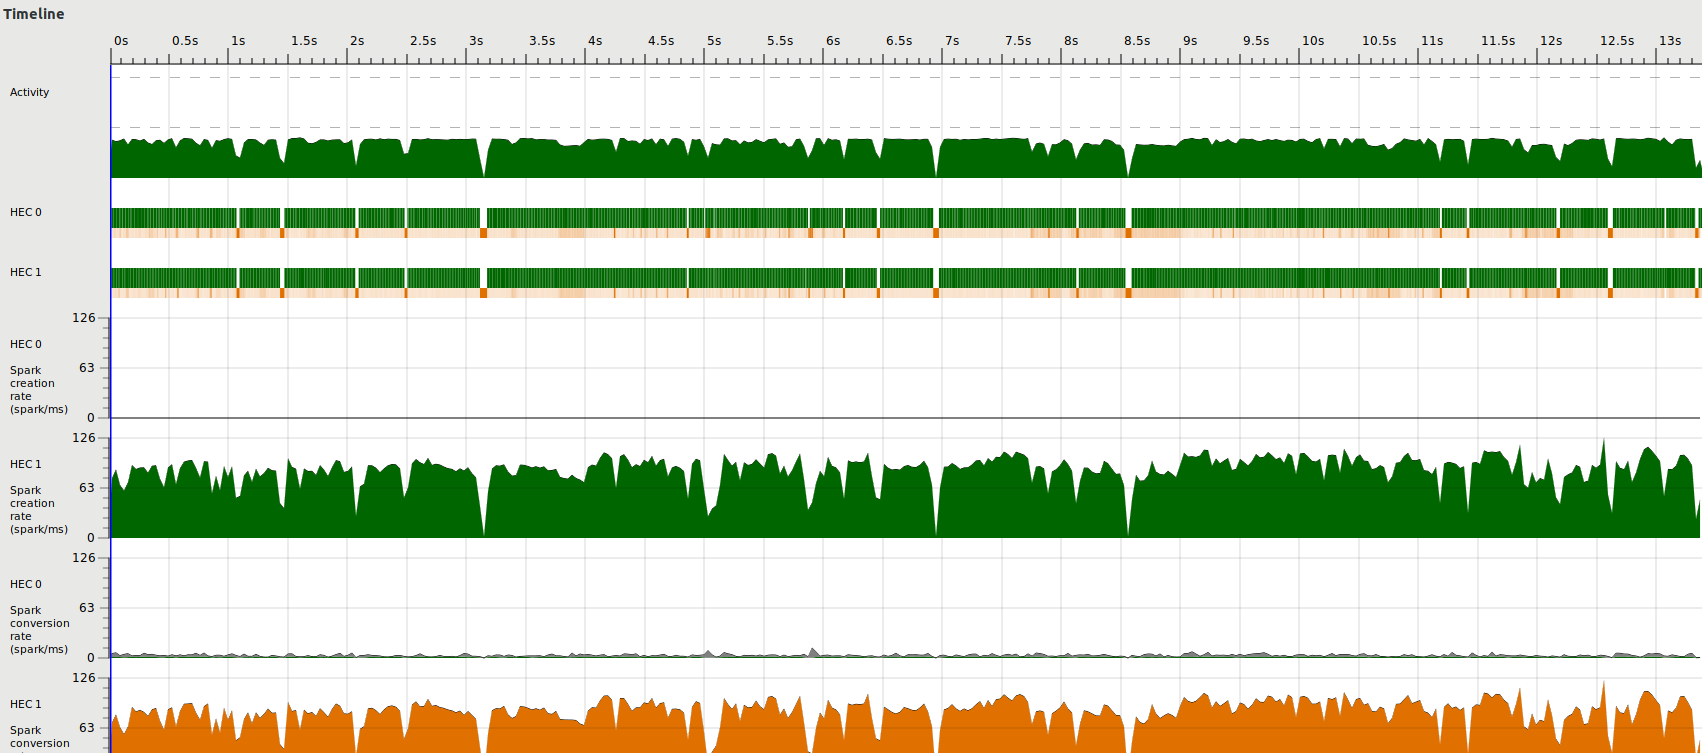 Timeline
0s 0.5s 1s 1.5s 2s 2.5s 3s 3.5s 4s 4.5s 5s 5.5s 6s 6.5s 7s 7.5s 8s 8.5s 9s 9.5s 10s 10.5s 11s 11.5s 12s 12.5s 13s
Activity
HEC 0
HEC 1
126
HEC 0
63
Spark
creation
rate
(spark/ms)
0
126
HEC 1
63
Spark
creation
rate
(spark/ms)
0
126
HEC 0
63
Spark
conversion
rate
(spark/ms)
0
126
HEC 1
63
Spark
conversion